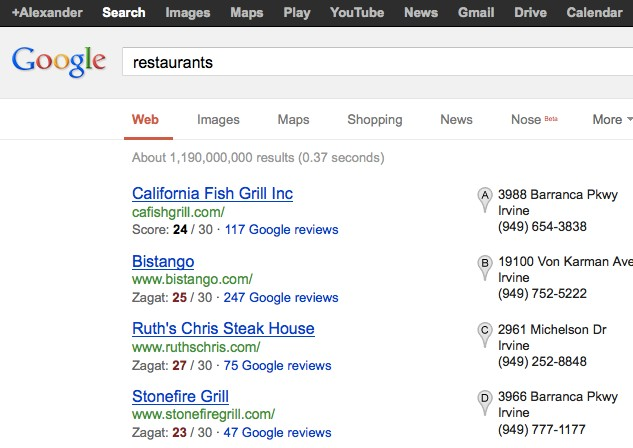 +Alexander Search Images Maps Play YouTube News Gmail Drive Calendar
Google restaurants
Web Images Maps Shopping News Nose Beta More
About 1,190,000,000 results (0.37 seconds)
California Fish Grill Inc A 3988 Barranca Pkwy
cafishgrill.com/ Irvine
Score: 24 / 30 · 117 Google reviews (949) 654-3838
Bistango B 19100 Von Karman Ave
www.bistango.com/ Irvine
Zagat: 25 / 30 · 247 Google reviews (949) 752-5222
Ruth's Chris Steak House C 2961 Michelson Dr
www.ruthschris.com/ Irvine
Zagat: 27 / 30 · 75 Google reviews (949) 252-8848
Stonefire Grill D 3966 Barranca Pkwy
www.stonefiregrill.com/ Irvine
Zagat: 23 / 30 · 47 Google reviews (949) 777-1177